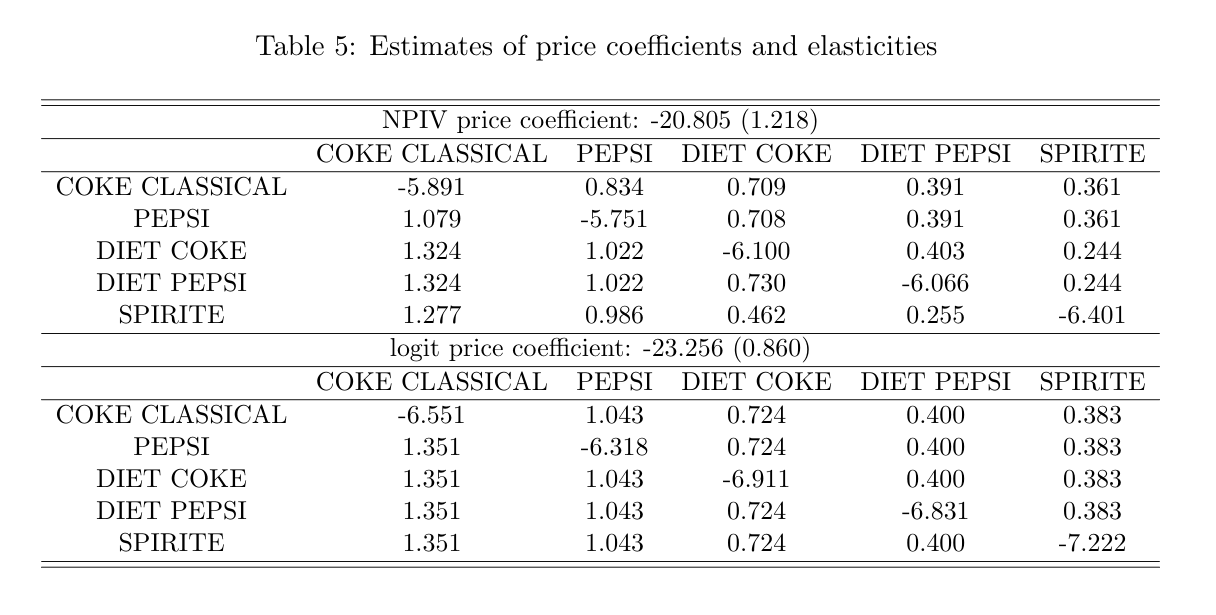 Table 5: Estimates of price coefficients and elasticities
NPIV price coefficient: -20.805 (1.218)
COKE CLASSICAL PEPSI DIET COKE DIET PEPSI SPIRITE
COKE CLASSICAL -5.891 0.834 0.709 0.391 0.361
PEPSI 1.079 -5.751 0.708 0.391 0.361
DIET COKE 1.324 1.022 -6.100 0.403 0.244
DIET PEPSI 1.324 1.022 0.730 -6.066 0.244
SPIRITE 1.277 0.986 0.462 0.255 -6.401
logit price coefficient: -23.256 (0.860)
COKE CLASSICAL PEPSI DIET COKE DIET PEPSI SPIRITE
COKE CLASSICAL -6.551 1.043 0.724 0.400 0.383
PEPSI 1.351 -6.318 0.724 0.400 0.383
DIET COKE 1.351 1.043 -6.911 0.400 0.383
DIET PEPSI 1.351 1.043 0.724 -6.831 0.383
SPIRITE 1.351 1.043 0.724 0.400 -7.222